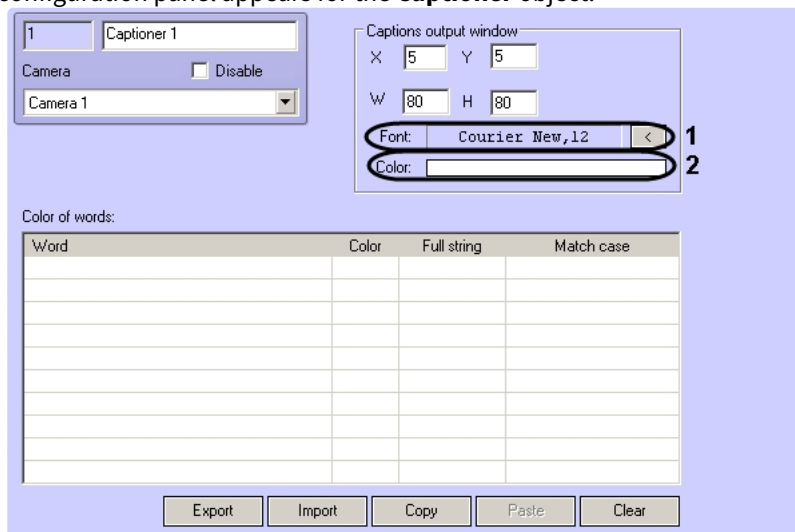 configuration panel appears for the Captioner object.
1 Captioner 1
Camera Disable
Camera 1
Captions output window
X 5 Y 5
W 80 H 80
Font: Courier New,12 < 1
Color: 2
Color of words:
Word Color Full string Match case
Export Import Copy Paste Clear